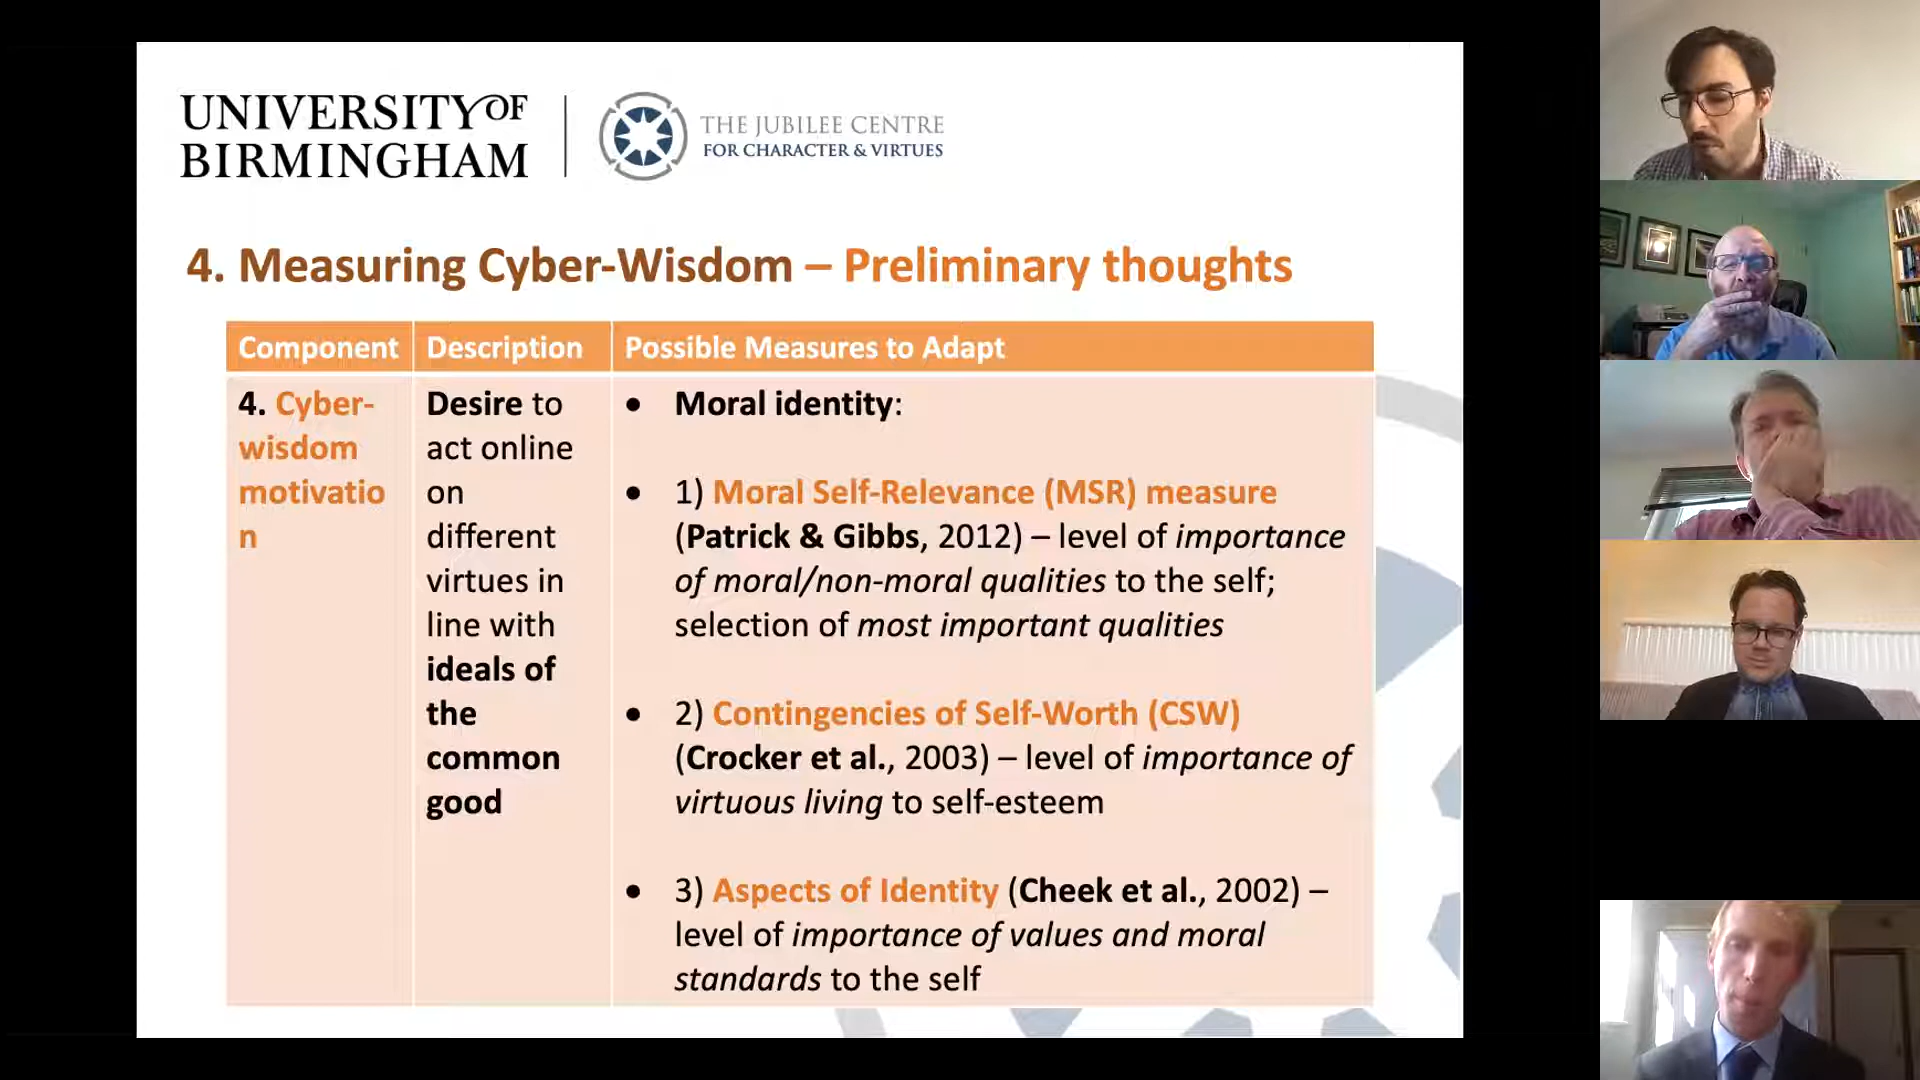 UNIVERSITY OF
BIRMINGHAM
THE JUBILEE CENTRE
FOR CHARACTER & VIRTUES
4. Measuring Cyber-Wisdom – Preliminary thoughts
Component
Description
Possible Measures to Adapt
4. Cyber-
wisdom
motivatio
n
Desire to
act online
on
different
virtues in
line with
ideals of
the
common
good
• Moral identity:
• 1) Moral Self-Relevance (MSR) measure
(Patrick & Gibbs, 2012) – level of importance
of moral/non-moral qualities to the self;
selection of most important qualities
• 2) Contingencies of Self-Worth (CSW)
(Crocker et al., 2003) – level of importance of
virtuous living to self-esteem
• 3) Aspects of Identity (Cheek et al., 2002) –
level of importance of values and moral
standards to the self